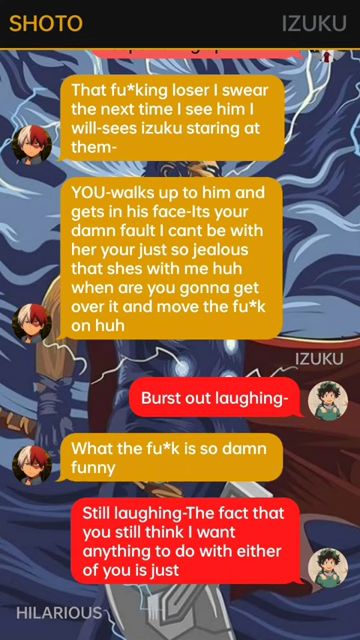 SHOTO IZUKU
That fu*king loser I swear
the next time I see him I
will-sees izuku staring at
them-
YOU-walks up to him and
gets in his face-Its your
damn fault I cant be with
her your just so jealous
that shes with me huh
when are you gonna get
over it and move the fu*k
on huh
IZUKU
Burst out laughing-
What the fu*k is so damn
funny
Still laughing-The fact that
you still think I want
anything to do with either
of you is just
HILARIOUS